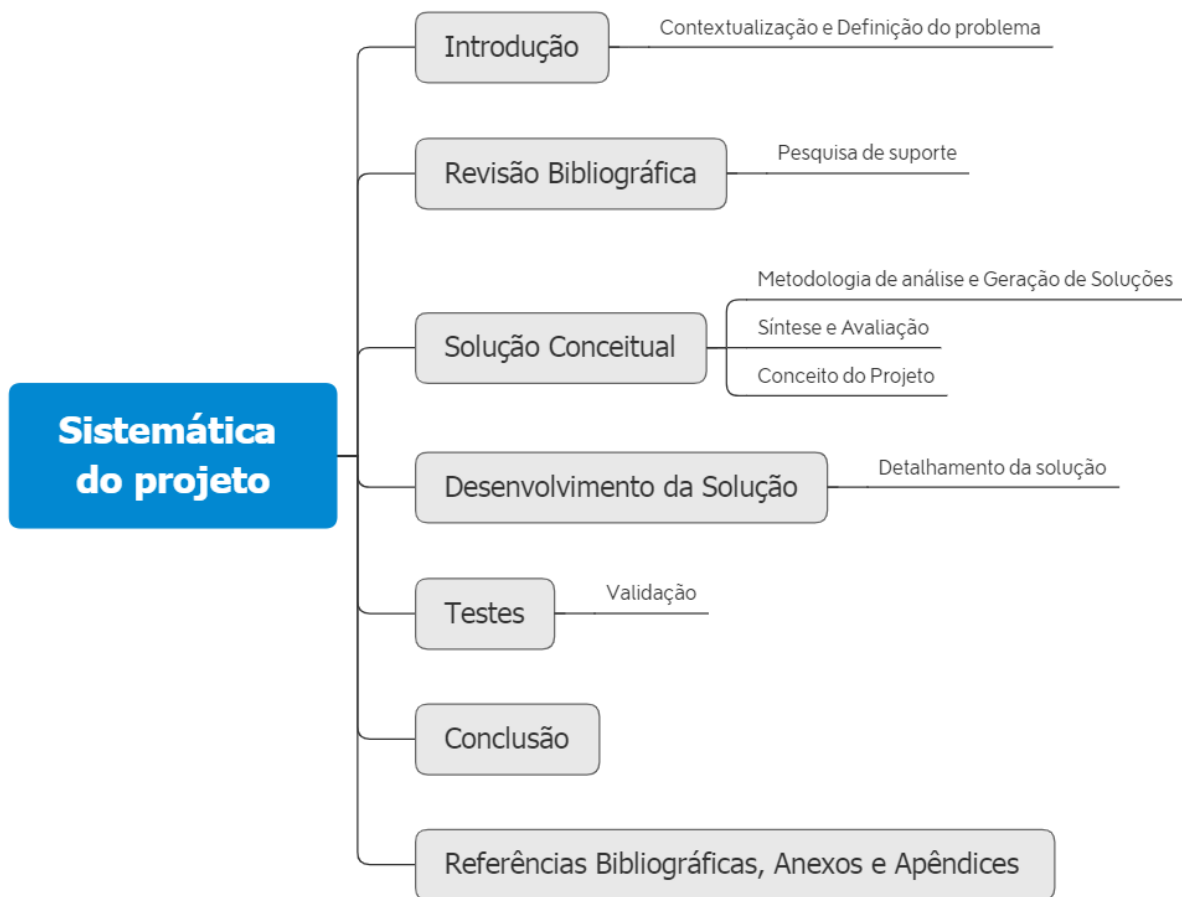 Introdução
Contextualização e Definição do problema
Revisão Bibliográfica
Pesquisa de suporte
Solução Conceitual
Metodologia de análise e Geração de Soluções
Síntese e Avaliação
Conceito do Projeto
Sistemática
do projeto
Desenvolvimento da Solução
Detalhamento da solução
Testes
Validação
Conclusão
Referências Bibliográficas, Anexos e Apêndices